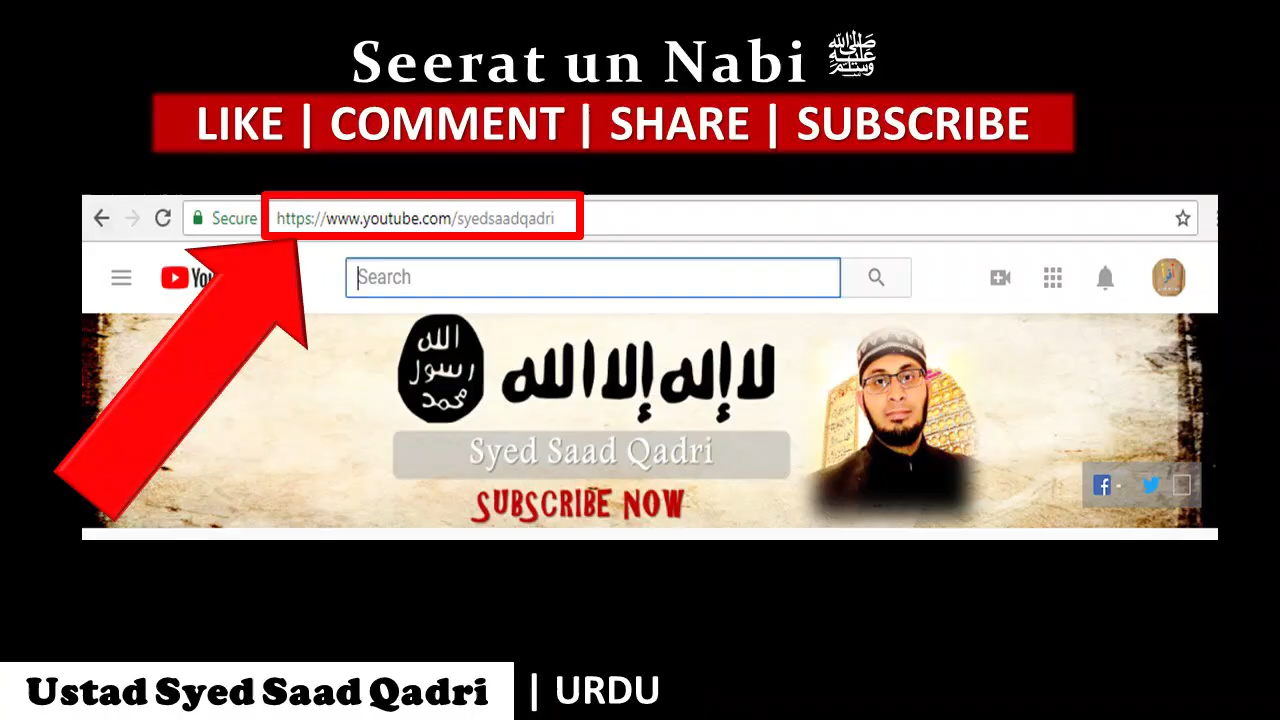 Seerat un Nabi ﷺ
LIKE | COMMENT | SHARE | SUBSCRIBE
Secure https://www.youtube.com/syedsaadqadri
You
Search
الله
رسول
محمد
لا إله إلا الله
Syed Saad Qadri
SUBSCRIBE NOW
Ustad Syed Saad Qadri | URDU